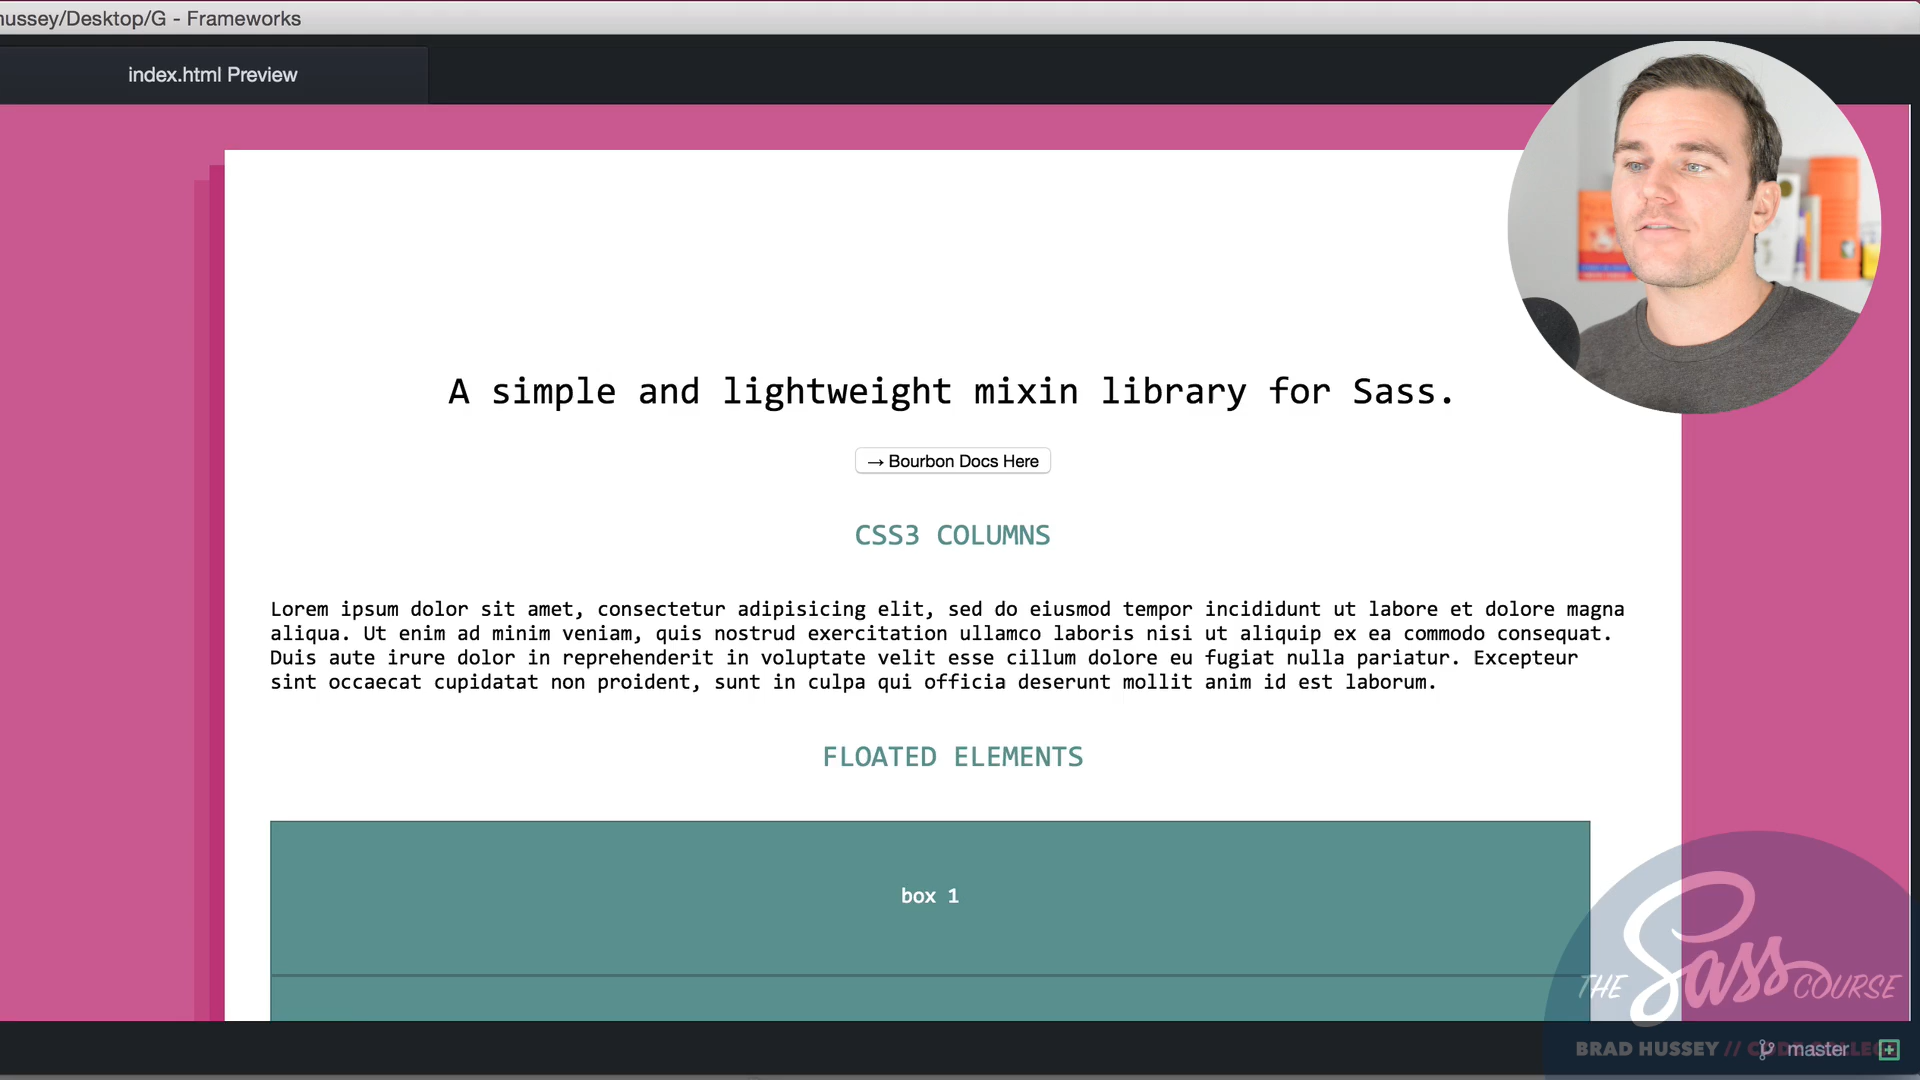 hussey/Desktop/G - Frameworks
index.html Preview
A simple and lightweight mixin library for Sass.
→ Bourbon Docs Here
CSS3 COLUMNS
Lorem ipsum dolor sit amet, consectetur adipisicing elit, sed do eiusmod tempor incididunt ut labore et dolore magna
aliqua. Ut enim ad minim veniam, quis nostrud exercitation ullamco laboris nisi ut aliquip ex ea commodo consequat.
Duis aute irure dolor in reprehenderit in voluptate velit esse cillum dolore eu fugiat nulla pariatur. Excepteur
sint occaecat cupidatat non proident, sunt in culpa qui officia deserunt mollit anim id est laborum.
FLOATED ELEMENTS
box 1
THE Sass COURSE
BRAD HUSSEY //
master